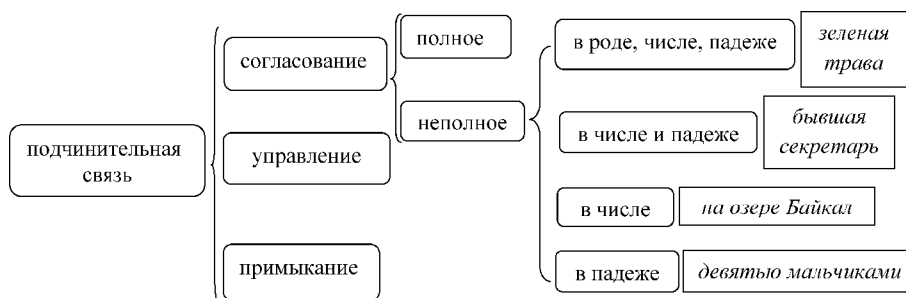 подчинительная
связь
согласование
управление
примыкание
полное
неполное
в роде, числе, падеже
зеленая
трава
в числе и падеже
бывшая
секретарь
в числе
на озере Байкал
в падеже
девятью мальчиками